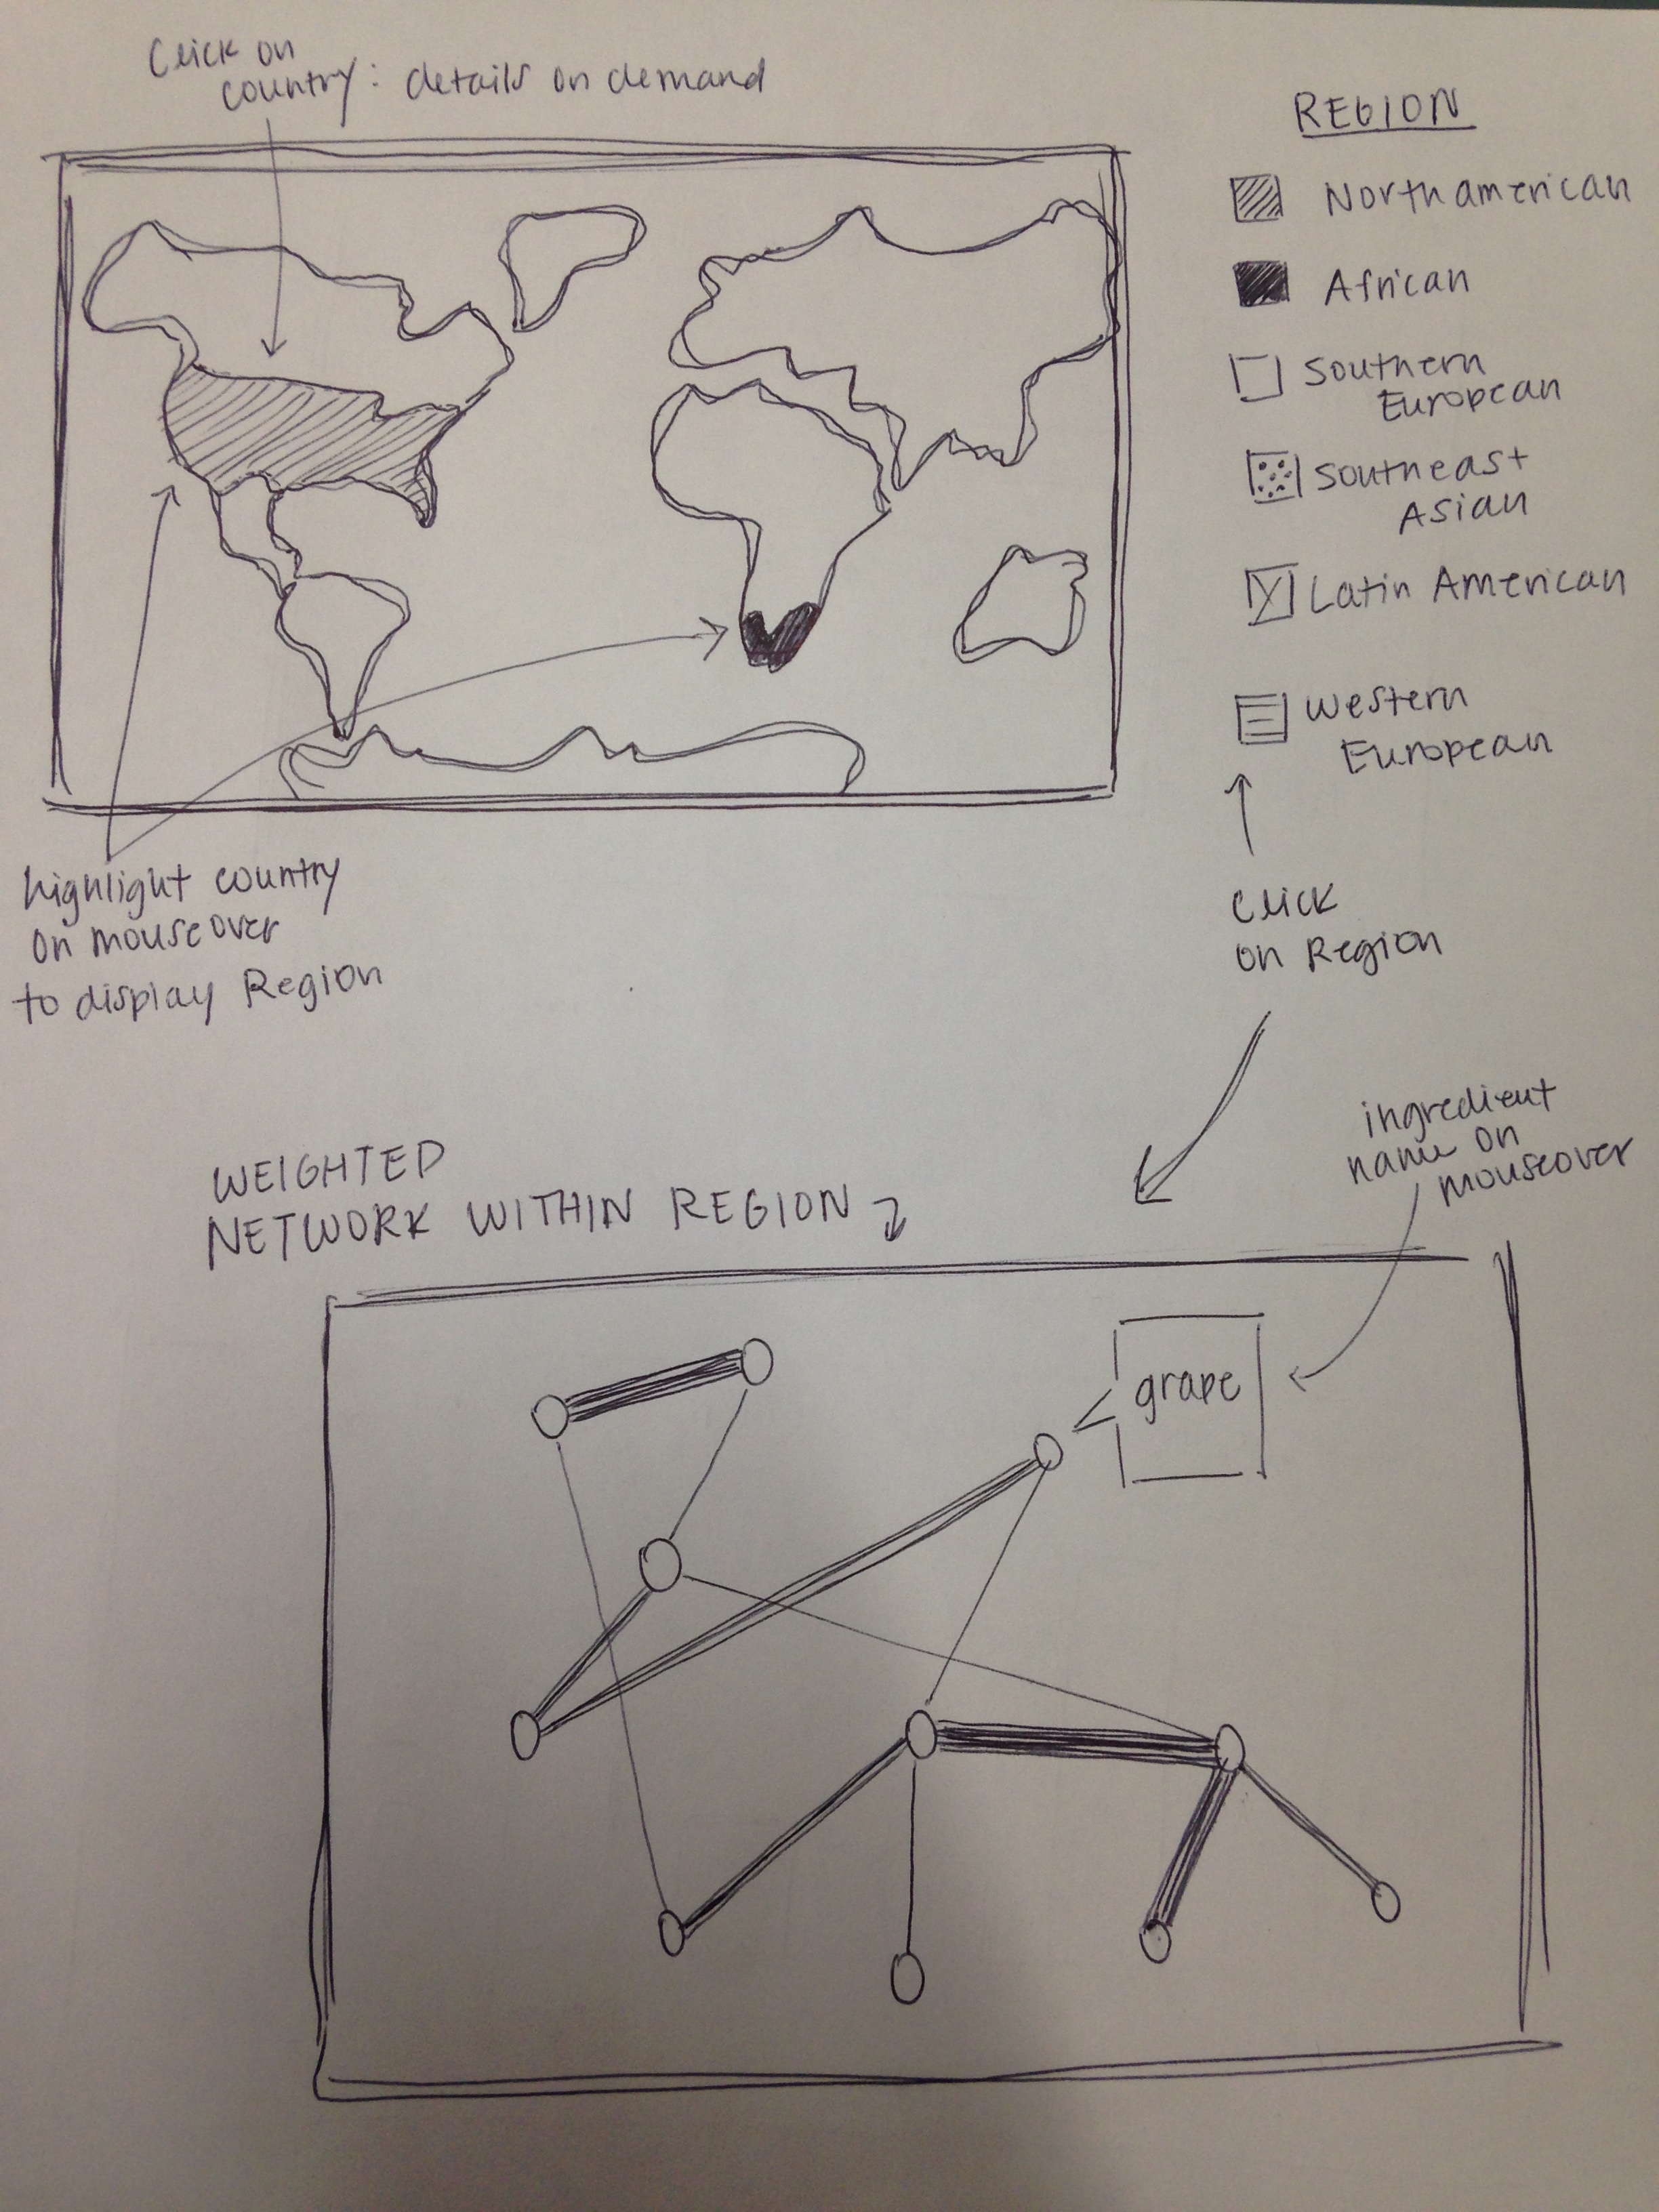 Click on
country: details on demand
REGION
Northamerican
African
Southern
European
Southeast
Asian
Latin American
Western
European
highlight country
on mouseover
to display Region
Click
on Region
ingredient
name on
mouseover
WEIGHTED
NETWORK WITHIN REGION
grape